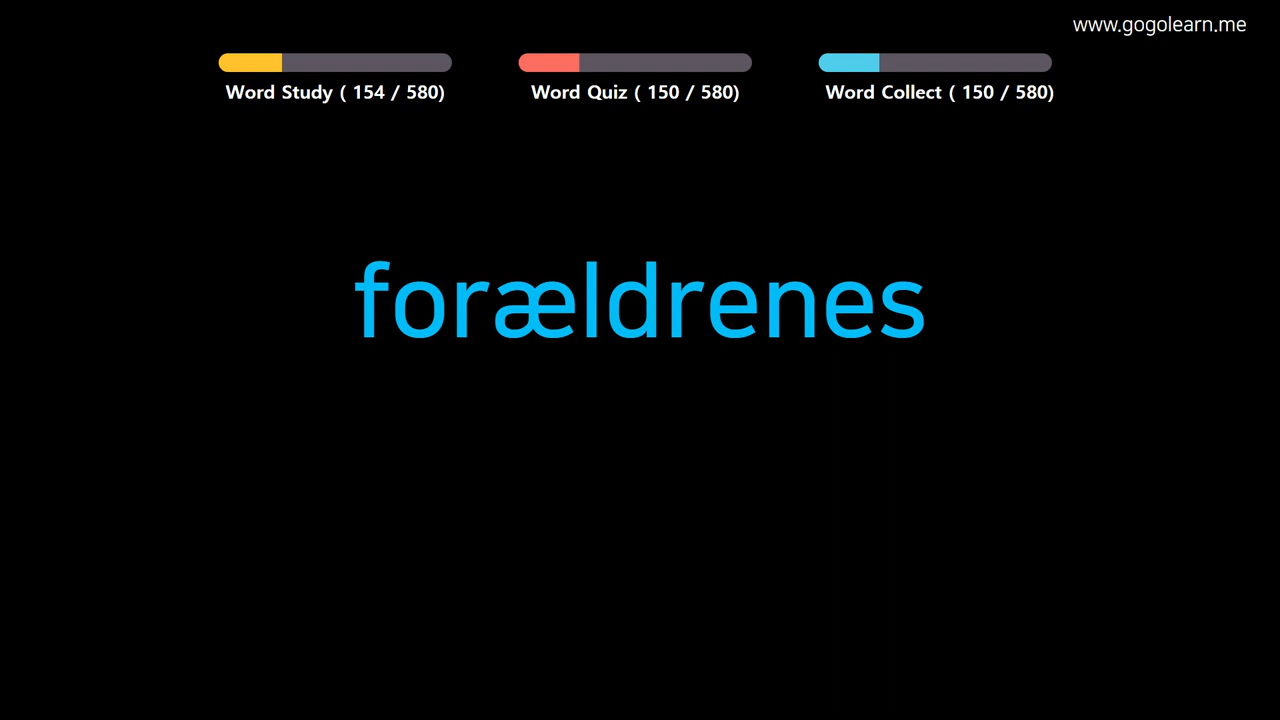 www.gogolearn.me
Word Study ( 154 / 580)
Word Quiz ( 150 / 580)
Word Collect ( 150 / 580)
forældrenes